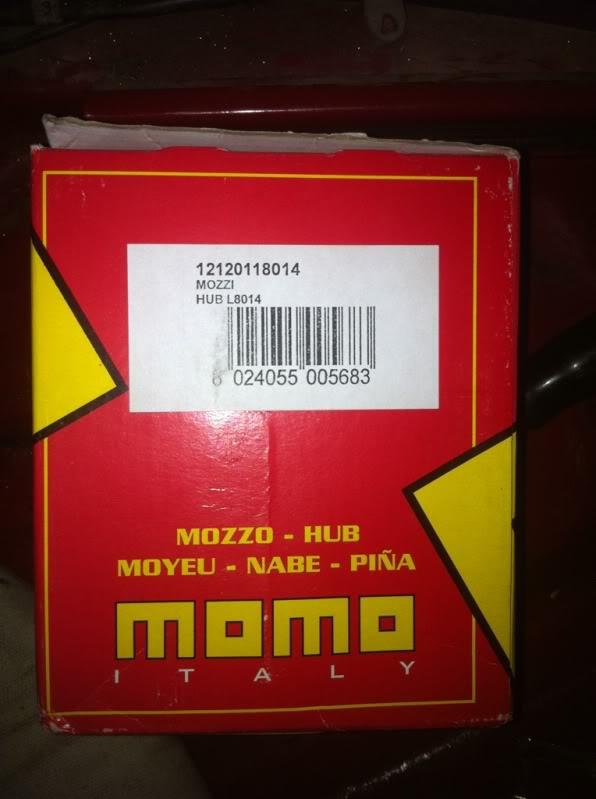 12120118014
MOZZI
HUB L8014
8 024055 005683
MOZZO - HUB
MOYEU - NABE - PIÑA
momo
ITALY